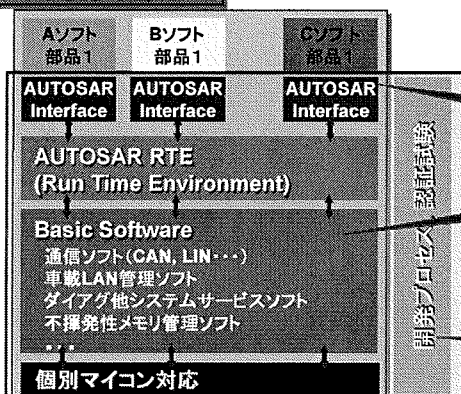 Aソフト
部品1
Bソフト
部品1
Cソフト
部品1
AUTOSAR
Interface
AUTOSAR
Interface
AUTOSAR
Interface
AUTOSAR RTE
(Run Time Environment)
Basic Software
通信ソフト(CAN, LIN・・・)
車載LAN管理ソフト
ダイアグ他システムサービスソフト
不揮発性メモリ管理ソフト
・・・
個別マイコン対応
開発プロセス
認証試験